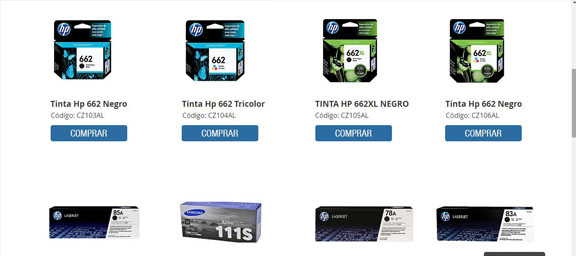 hp 662
hp 662
hp 662XL
hp 662XL
Tinta Hp 662 Negro
Código: CZ103AL
COMPRAR
Tinta Hp 662 Tricolor
Código: CZ104AL
COMPRAR
TINTA HP 662XL NEGRO
Código: CZ105AL
COMPRAR
Tinta Hp 662 Negro
Código: CZ106AL
COMPRAR
hp LASERJET 85A
SAMSUNG 111S
hp LASERJET 78A
hp LASERJET 83A